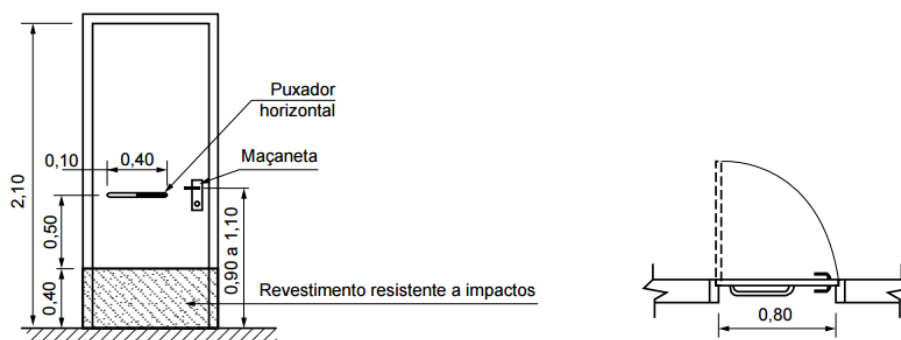 Puxador
horizontal
0,10
0,40
Maçaneta
2,10
0,50
0,90 a 1,10
0,40
Revestimento resistente a impactos
0,80